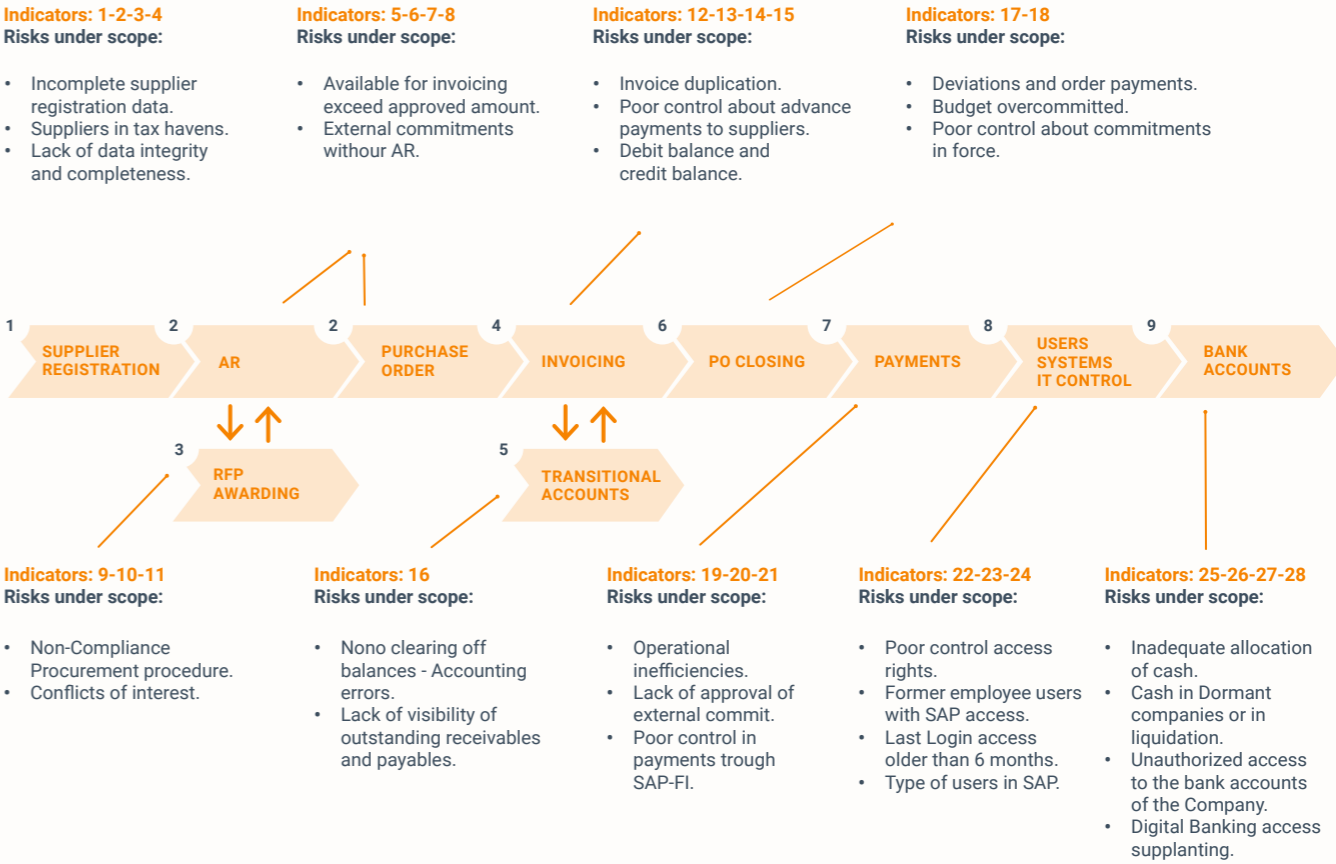 Indicators: 1-2-3-4
Risks under scope:
• Incomplete supplier
registration data.
• Suppliers in tax havens.
• Lack of data integrity
and completeness.
Indicators: 5-6-7-8
Risks under scope:
• Available for invoicing
exceed approved amount.
• External commitments
withour AR.
Indicators: 12-13-14-15
Risks under scope:
• Invoice duplication.
• Poor control about advance
payments to suppliers.
• Debit balance and
credit balance.
Indicators: 17-18
Risks under scope:
• Deviations and order payments.
• Budget overcommitted.
• Poor control about commitments
in force.
1
SUPPLIER
REGISTRATION
2
AR
2
PURCHASE
ORDER
4
INVOICING
6
PO CLOSING
7
PAYMENTS
8
USERS
SYSTEMS
IT CONTROL
9
BANK
ACCOUNTS
3
RFP
AWARDING
5
TRANSITIONAL
ACCOUNTS
Indicators: 9-10-11
Risks under scope:
• Non-Compliance
Procurement procedure.
• Conflicts of interest.
Indicators: 16
Risks under scope:
• Nono clearing off
balances - Accounting
errors.
• Lack of visibility of
outstanding receivables
and payables.
Indicators: 19-20-21
Risks under scope:
• Operational
inefficiencies.
• Lack of approval of
external commit.
• Poor control in
payments trough
SAP-FI.
Indicators: 22-23-24
Risks under scope:
• Poor control access
rights.
• Former employee users
with SAP access.
• Last Login access
older than 6 months.
• Type of users in SAP.
Indicators: 25-26-27-28
Risks under scope:
• Inadequate allocation
of cash.
• Cash in Dormant
companies or in
liquidation.
• Unauthorized access
to the bank accounts
of the Company.
• Digital Banking access
supplanting.